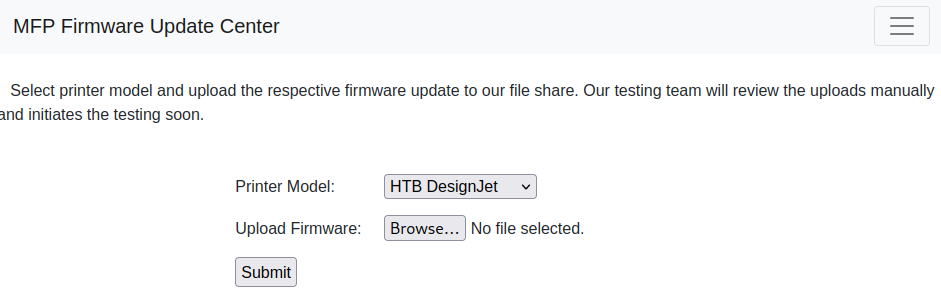 MFP Firmware Update Center
Select printer model and upload the respective firmware update to our file share. Our testing team will review the uploads manually
and initiates the testing soon.
Printer Model: HTB DesignJet
Upload Firmware: Browse... No file selected.
Submit